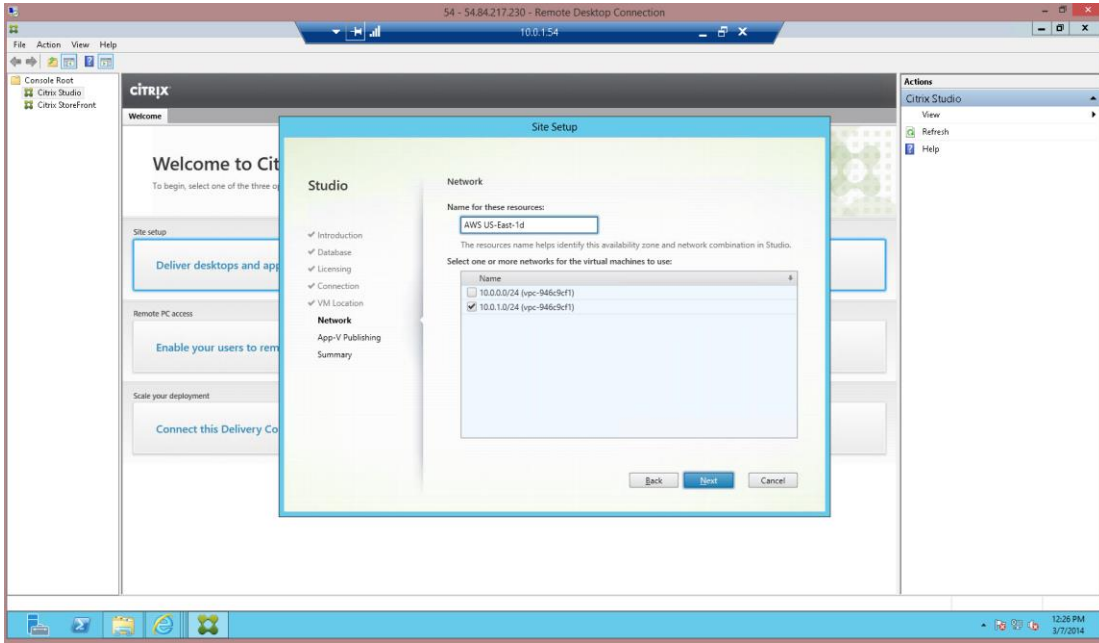 54 - 54.84.217.230 - Remote Desktop Connection
10.0.1.54
File Action View Help
Console Root
Citrix Studio
Citrix StoreFront
CITRIX
Welcome
Welcome to Cit
To begin, select one of the three o
Site setup
Deliver desktops and app
Remote PC access
Enable your users to rem
Scale your deployment
Connect this Delivery Co
Site Setup
Studio
Introduction
Database
Licensing
Connection
VM Location
Network
App-V Publishing
Summary
Network
Name for these resources:
AWS US-East-1d
The resources name helps identify this availability zone and network combination in Studio.
Select one or more networks for the virtual machines to use:
Name
10.0.0.0/24 (vpc-946c9cf1)
10.0.1.0/24 (vpc-946c9cf1)
Back Next Cancel
Actions
Citrix Studio
View
Refresh
Help
12:26 PM
3/7/2014